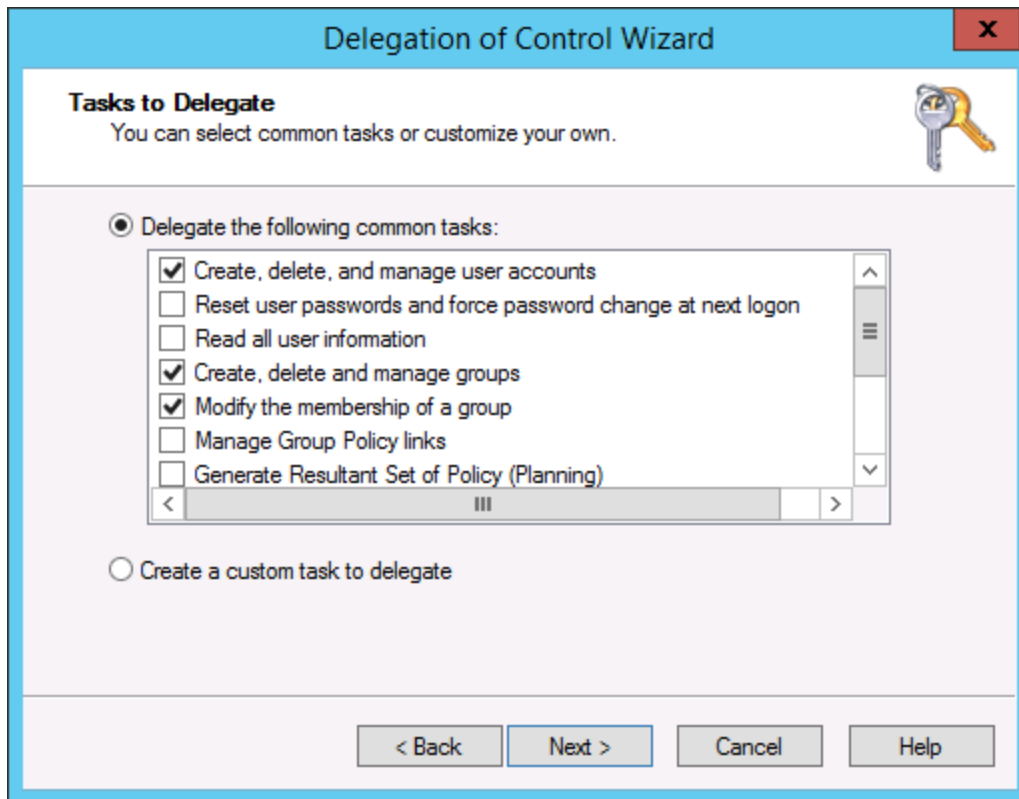 Delegation of Control Wizard
x
Tasks to Delegate
You can select common tasks or customize your own.
Delegate the following common tasks:
Create, delete, and manage user accounts
Reset user passwords and force password change at next logon
Read all user information
Create, delete and manage groups
Modify the membership of a group
Manage Group Policy links
Generate Resultant Set of Policy (Planning)
Create a custom task to delegate
< Back Next > Cancel Help